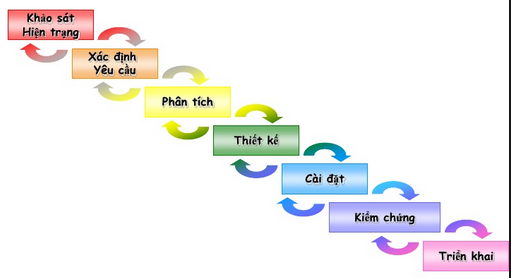 Khảo sát
Hiện trạng
Xác định
Yêu cầu
Phân tích
Thiết kế
Cài đặt
Kiểm chứng
Triển khai